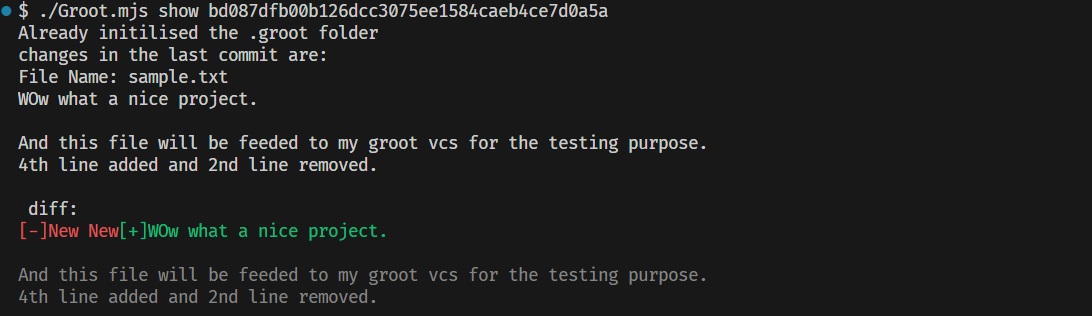 $ ./Groot.mjs show bd087dfb00b126dcc3075ee1584caeb4ce7d0a5a
Already initilised the .groot folder
changes in the last commit are:
File Name: sample.txt
WOw what a nice project.
And this file will be feeded to my groot vcs for the testing purpose.
4th line added and 2nd line removed.
diff:
[-]New New[+]WOw what a nice project.
And this file will be feeded to my groot vcs for the testing purpose.
4th line added and 2nd line removed.